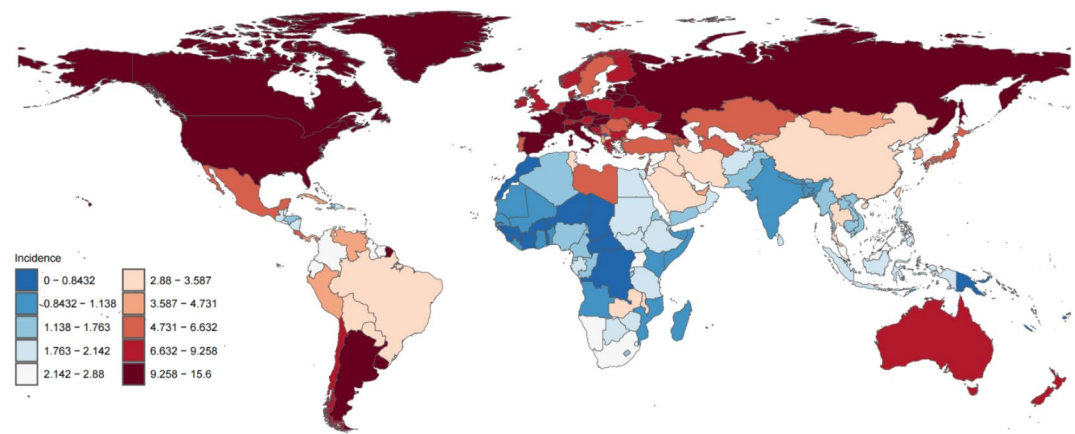 Incidence
0 – 0.8432
0.8432 – 1.138
1.138 – 1.763
1.763 – 2.142
2.142 – 2.88
2.88 – 3.587
3.587 – 4.731
4.731 – 6.632
6.632 – 9.258
9.258 – 15.6